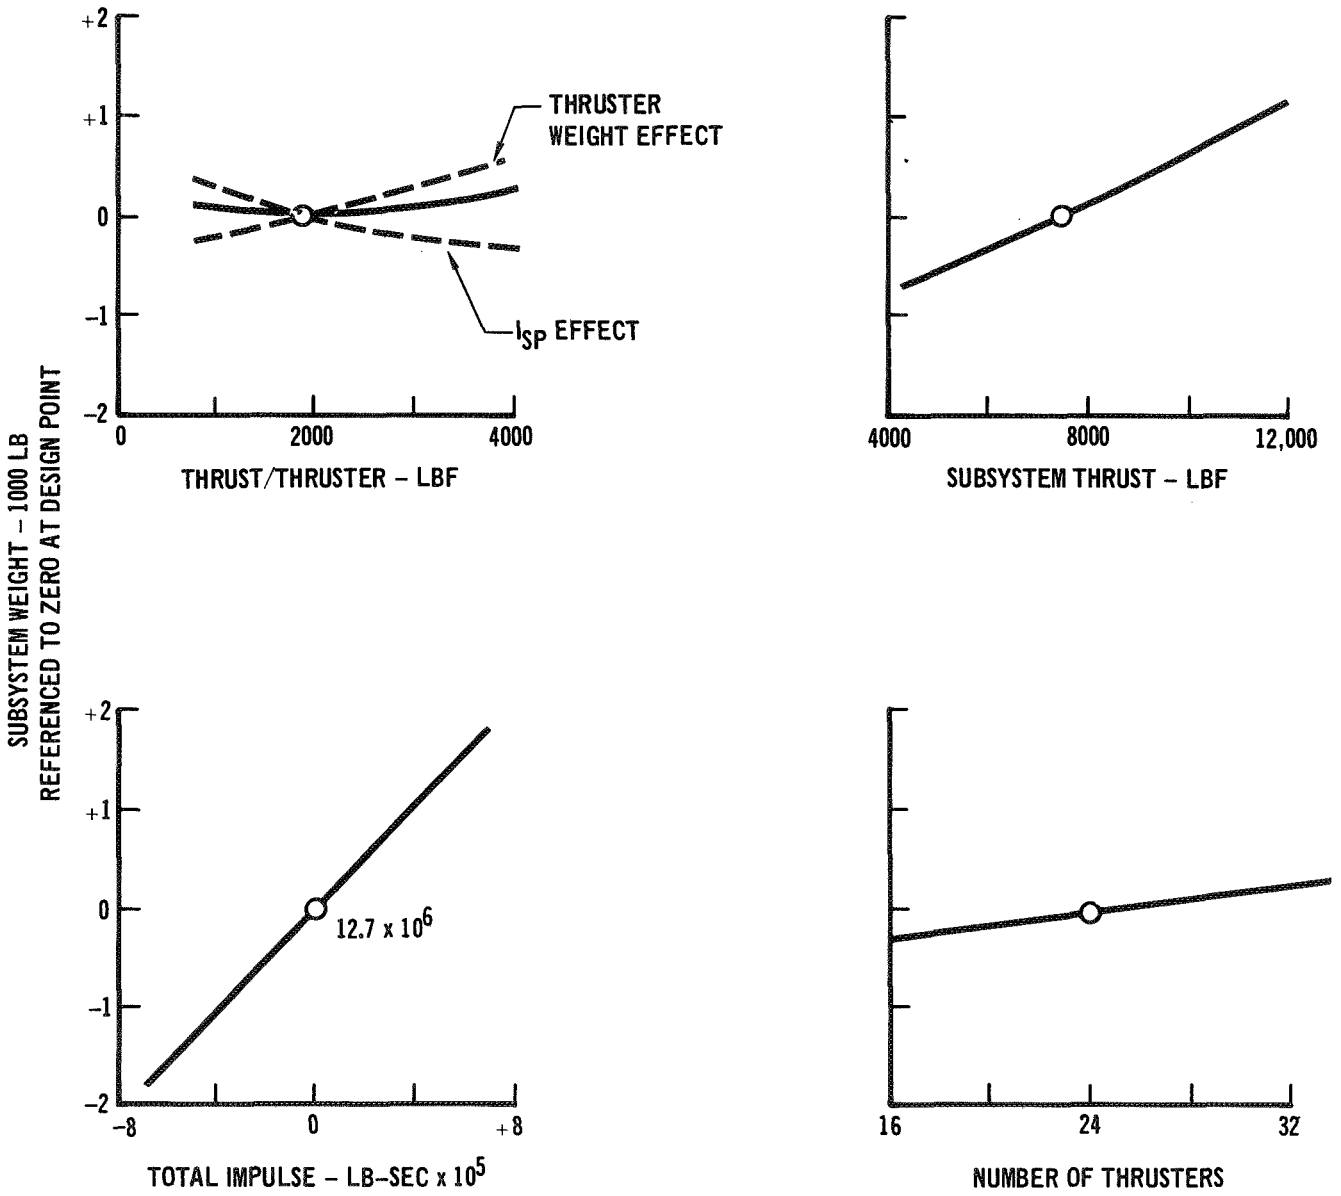 SUBSYSTEM WEIGHT – 1000 LB
REFERENCED TO ZERO AT DESIGN POINT
+2
+1
0
–1
–2
0
2000
4000
THRUST/THRUSTER – LBF
THRUSTER
WEIGHT EFFECT
ISP EFFECT
4000
8000
12,000
SUBSYSTEM THRUST – LBF
+2
+1
0
–1
–2
–8
0
+8
12.7 x 10^6
TOTAL IMPULSE – LB–SEC x 10^5
16
24
32
NUMBER OF THRUSTERS